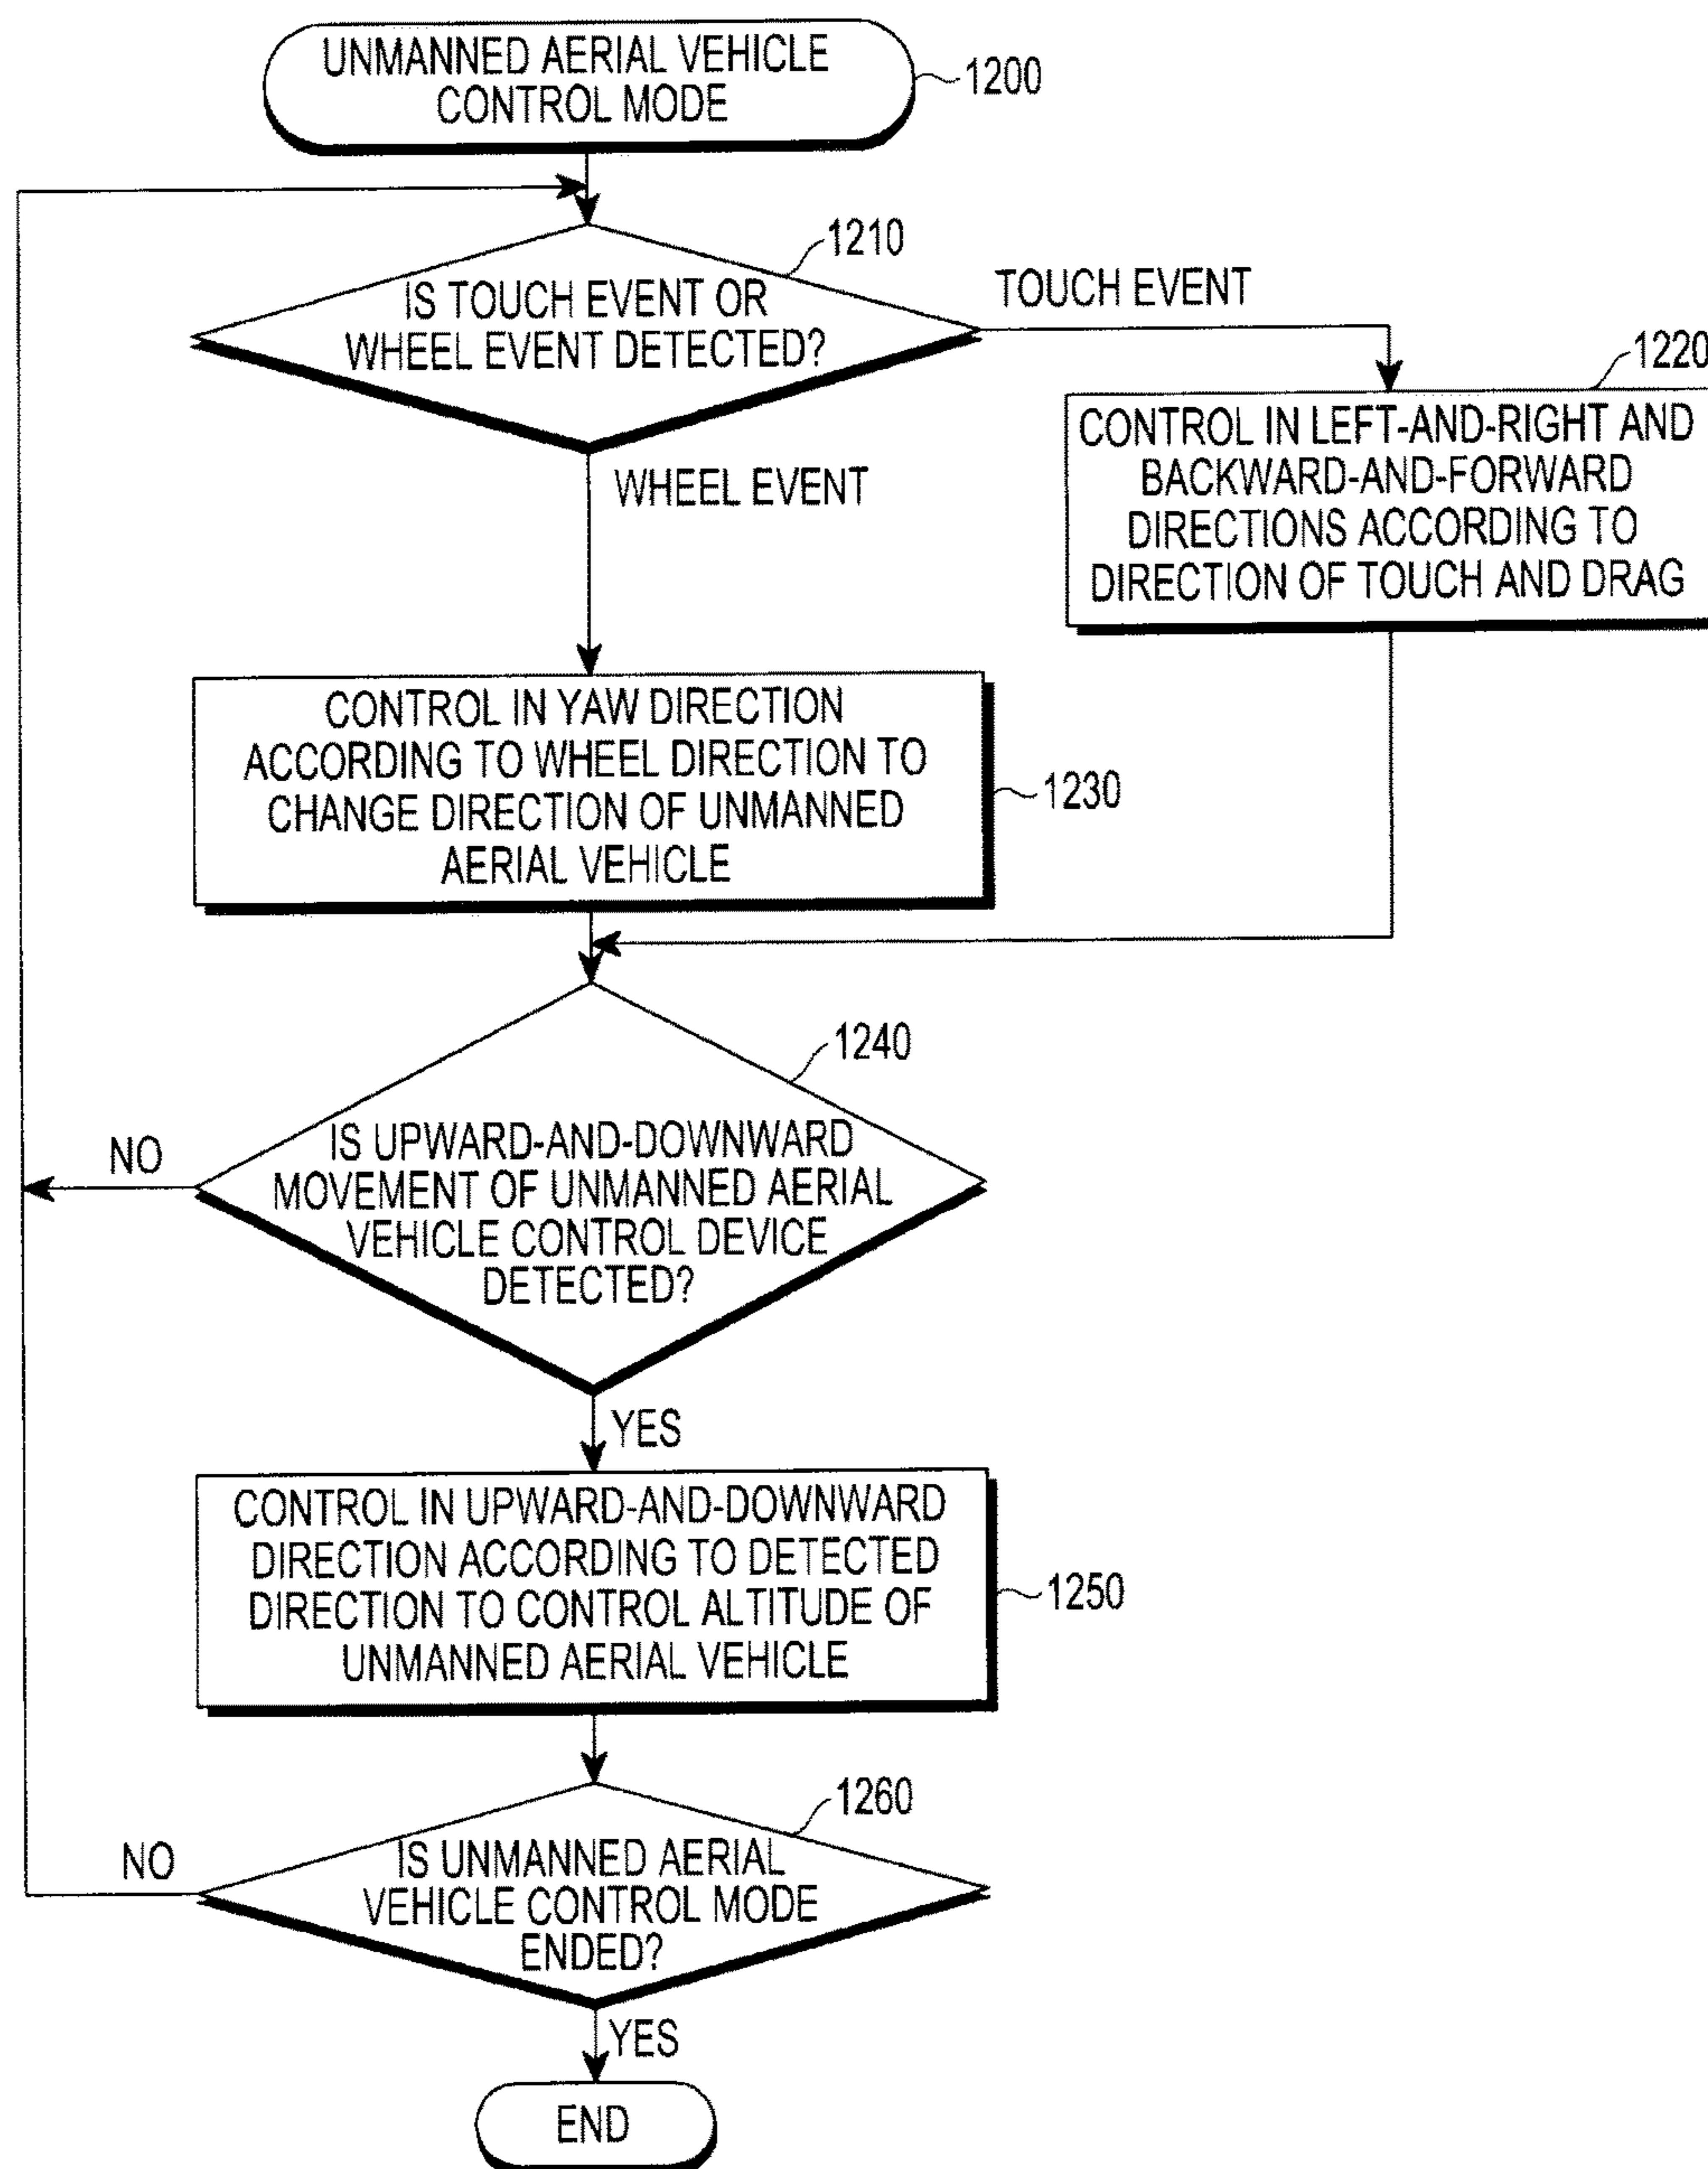 UNMANNED AERIAL VEHICLE
CONTROL MODE
1200
1210
IS TOUCH EVENT OR
WHEEL EVENT DETECTED?
TOUCH EVENT
WHEEL EVENT
1220
CONTROL IN LEFT-AND-RIGHT AND
BACKWARD-AND-FORWARD
DIRECTIONS ACCORDING TO
DIRECTION OF TOUCH AND DRAG
CONTROL IN YAW DIRECTION
ACCORDING TO WHEEL DIRECTION TO
CHANGE DIRECTION OF UNMANNED
AERIAL VEHICLE
1230
1240
IS UPWARD-AND-DOWNWARD
MOVEMENT OF UNMANNED AERIAL
VEHICLE CONTROL DEVICE
DETECTED?
NO
YES
CONTROL IN UPWARD-AND-DOWNWARD
DIRECTION ACCORDING TO DETECTED
DIRECTION TO CONTROL ALTITUDE OF
UNMANNED AERIAL VEHICLE
1250
1260
IS UNMANNED AERIAL
VEHICLE CONTROL MODE
ENDED?
NO
YES
END